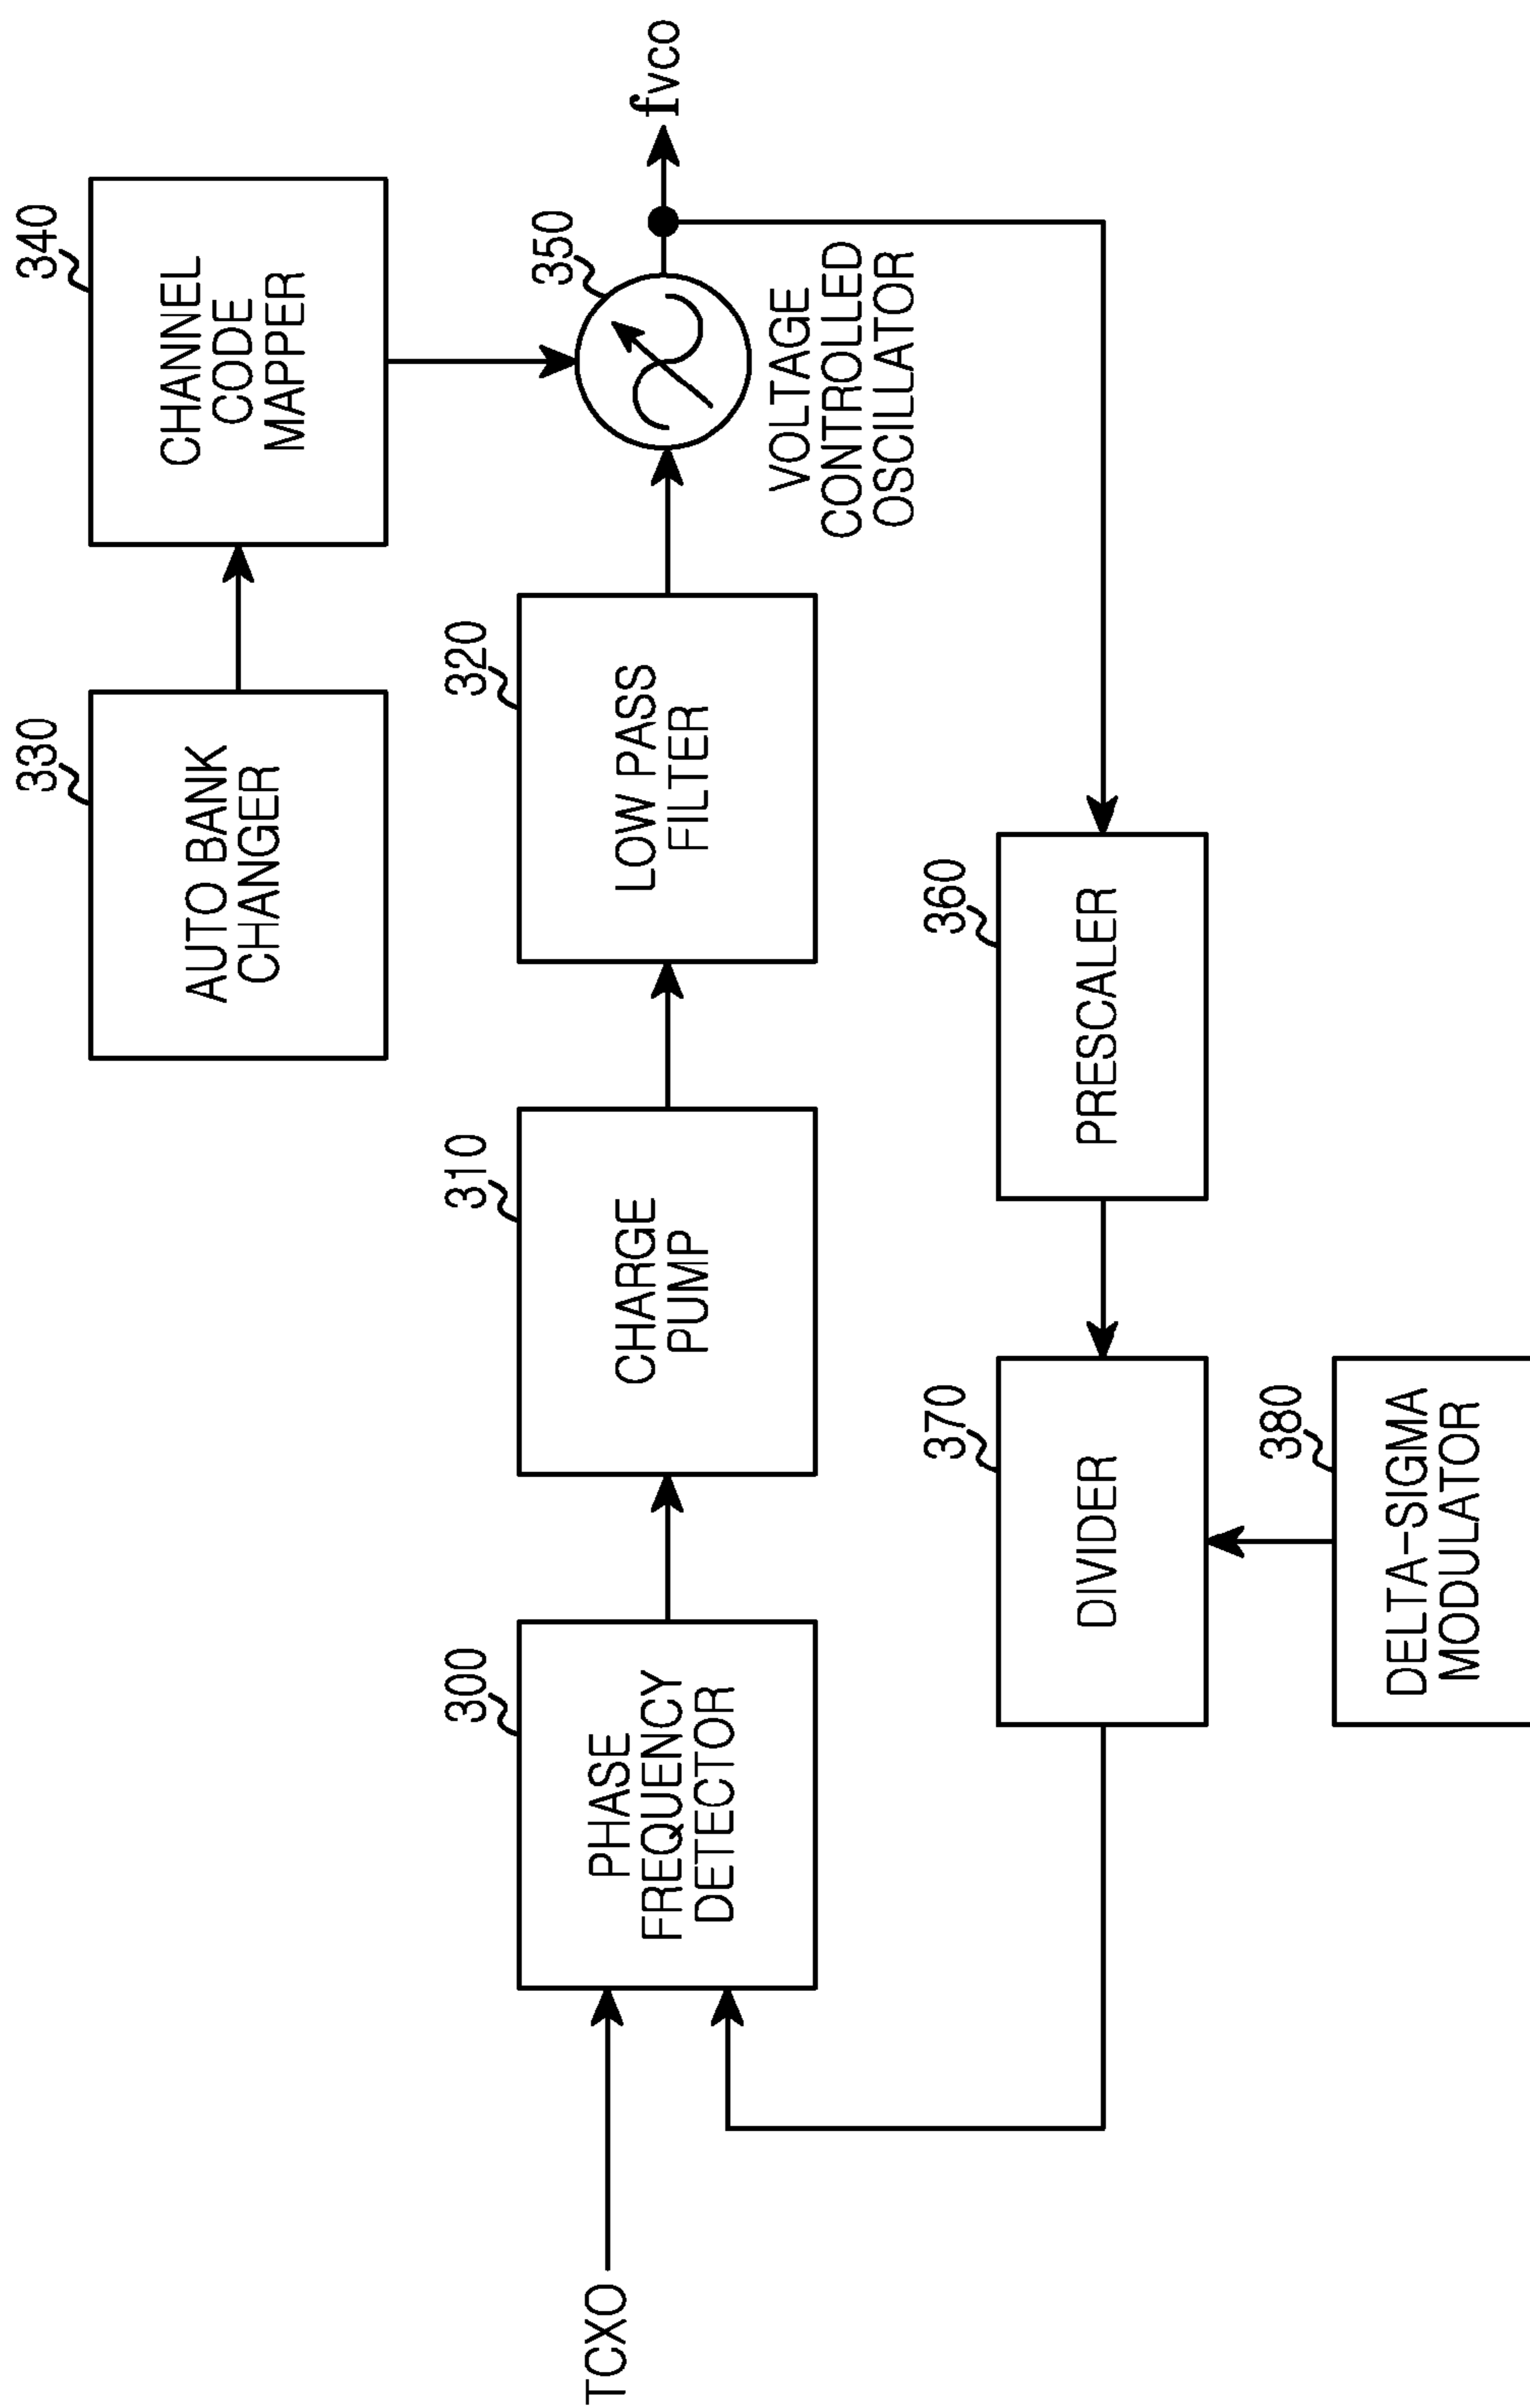 330
AUTO BANK
CHANGER
340
CHANNEL
CODE
MAPPER
TCXO
300
PHASE
FREQUENCY
DETECTOR
310
CHARGE
PUMP
320
LOW PASS
FILTER
350
VOLTAGE
CONTROLLED
OSCILLATOR
fvco
370
DIVIDER
360
PRESCALER
380
DELTA-SIGMA
MODULATOR